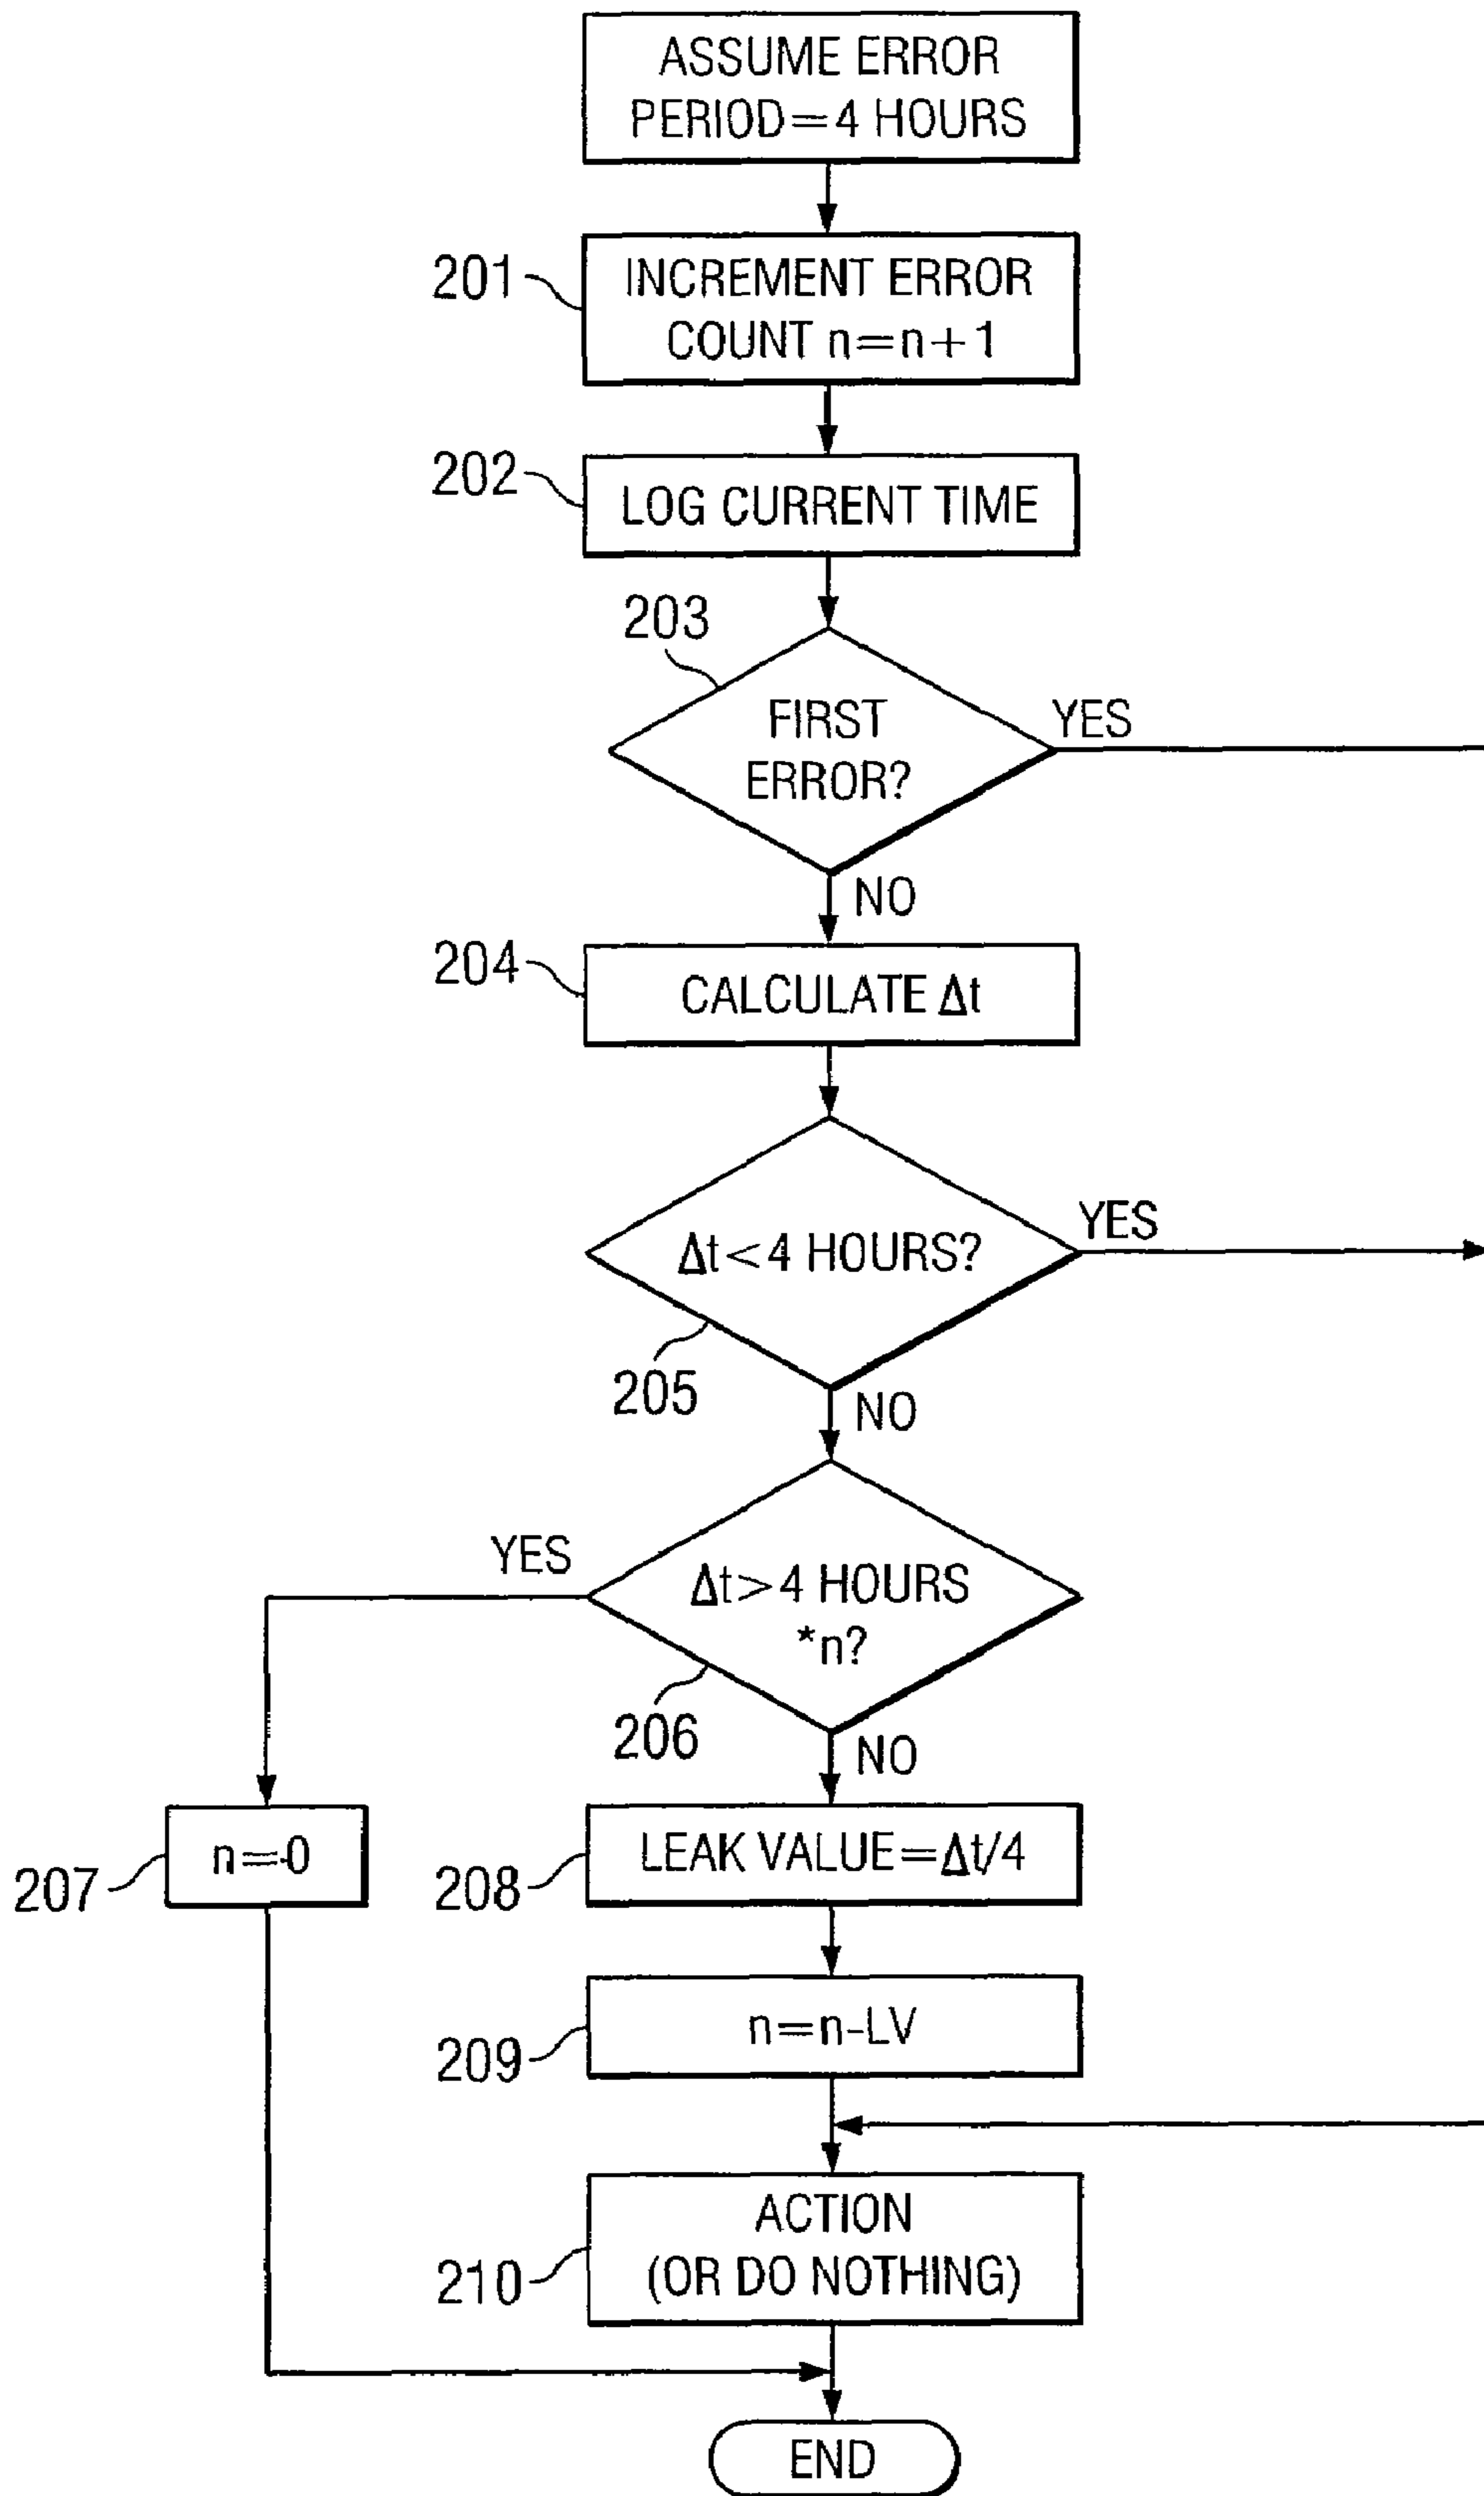 ASSUME ERROR
PERIOD=4 HOURS
201
INCREMENT ERROR
COUNT n=n+1
202
LOG CURRENT TIME
203
FIRST
ERROR?
YES
NO
204
CALCULATE Δt
Δt<4 HOURS?
YES
205
NO
YES
Δt>4 HOURS
*n?
206
NO
207
n=0
208
LEAK VALUE=Δt/4
209
n=n-LV
210
ACTION
(OR DO NOTHING)
END